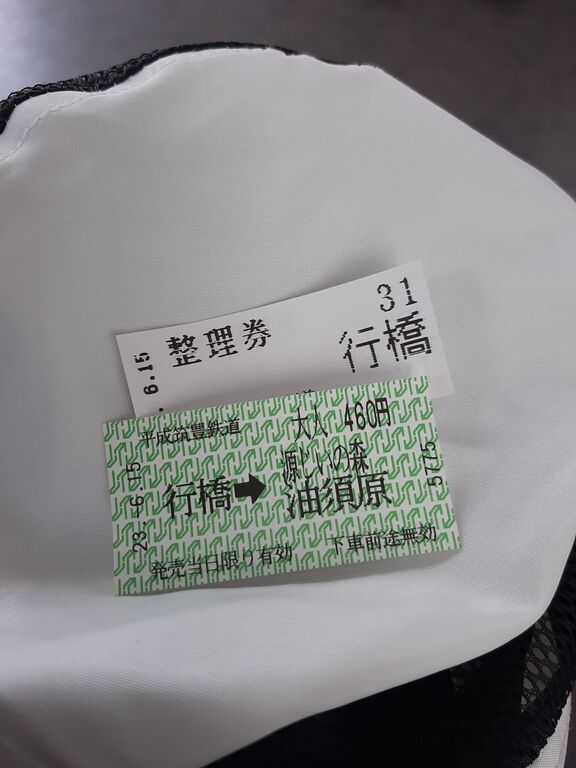 31
整理券 行橋
6.15
平成筑豊鉄道 大人 460円
源じいの森
行橋➡油須原
23.-6.15
5775
発売当日限り有効 下車前途無効